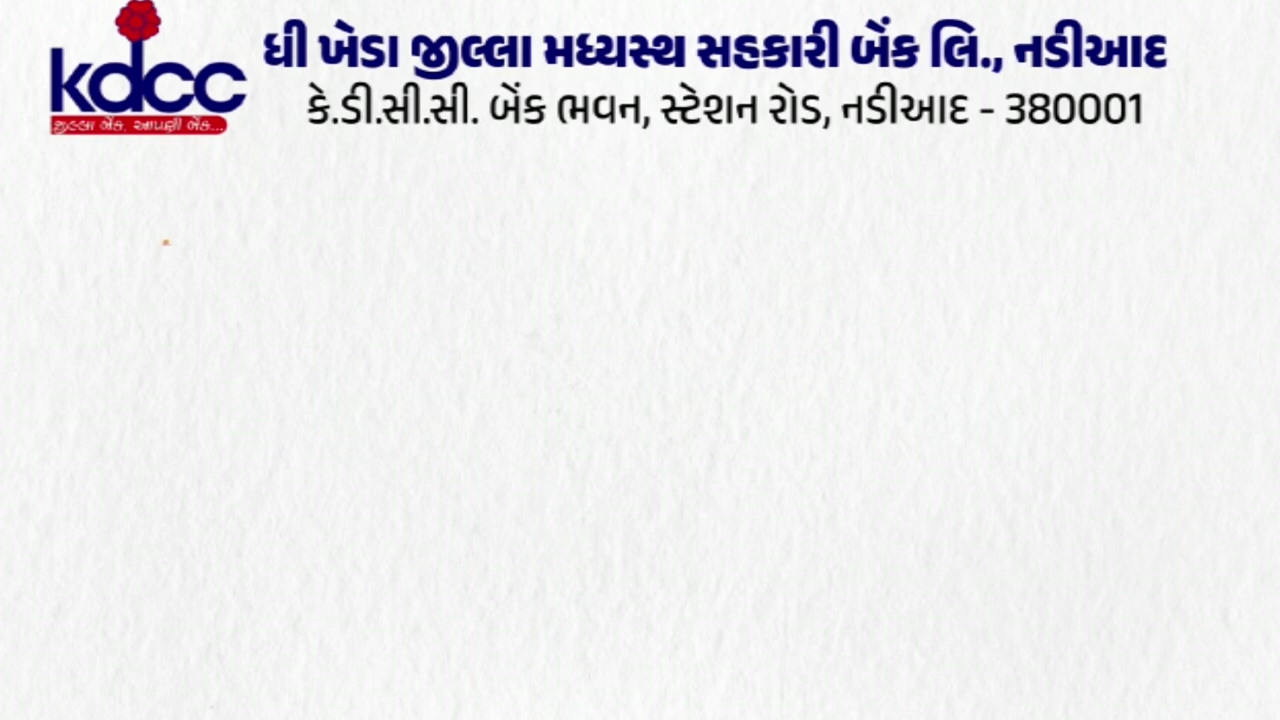 kdcc
જીલ્લા બેંક, આપણી બેંક...
ધી ખેડા જીલ્લા મધ્યસ્થ સહકારી બેંક લિ., નડીઆદ
કે.ડી.સી.સી. બેંક ભવન, સ્ટેશન રોડ, નડીઆદ - 380001